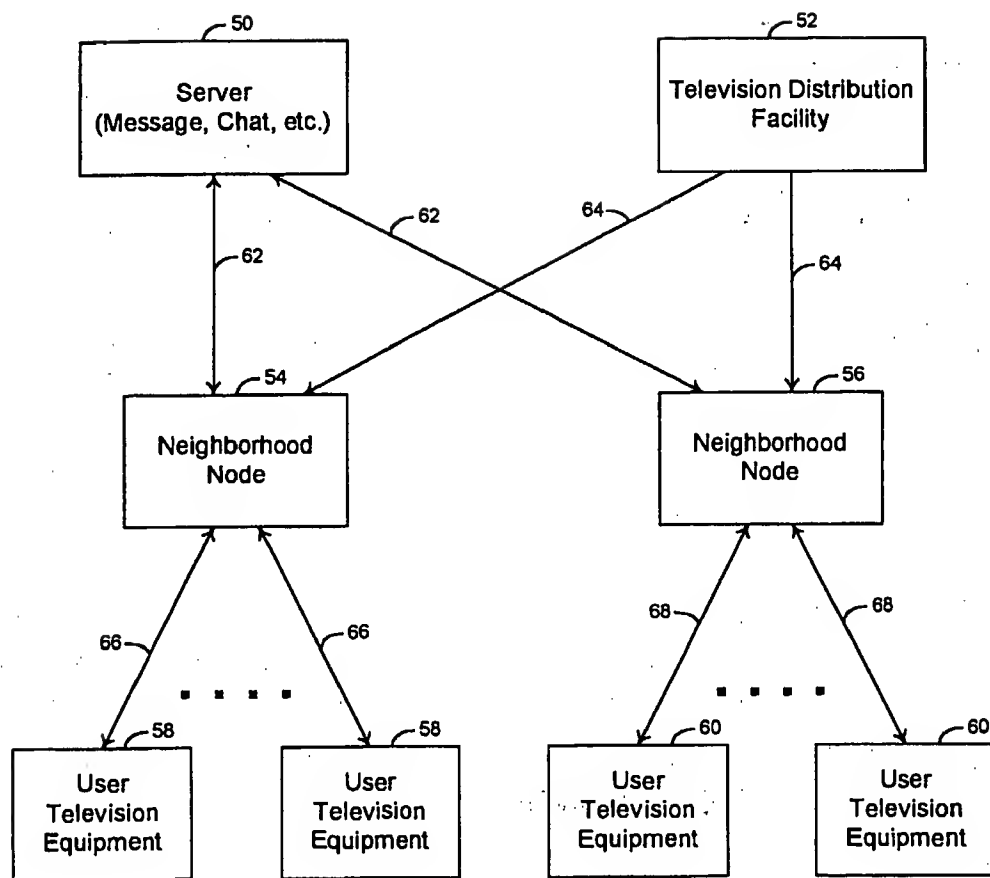 50
52
Server
(Message, Chat, etc.)
Television Distribution
Facility
62
64
62
64
54
56
Neighborhood
Node
Neighborhood
Node
66
66
68
68
58
58
60
60
User
Television
Equipment
User
Television
Equipment
User
Television
Equipment
User
Television
Equipment